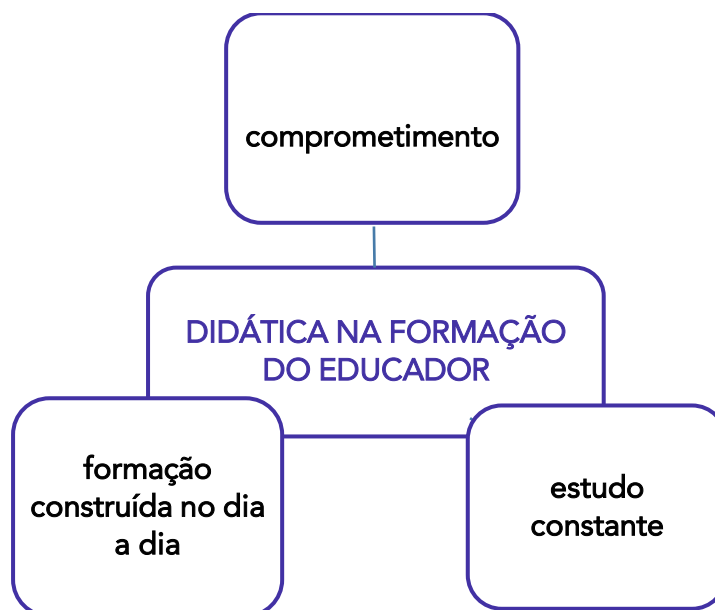 comprometimento
DIDÁTICA NA FORMAÇÃO
DO EDUCADOR
formação
construída no dia
a dia
estudo
constante